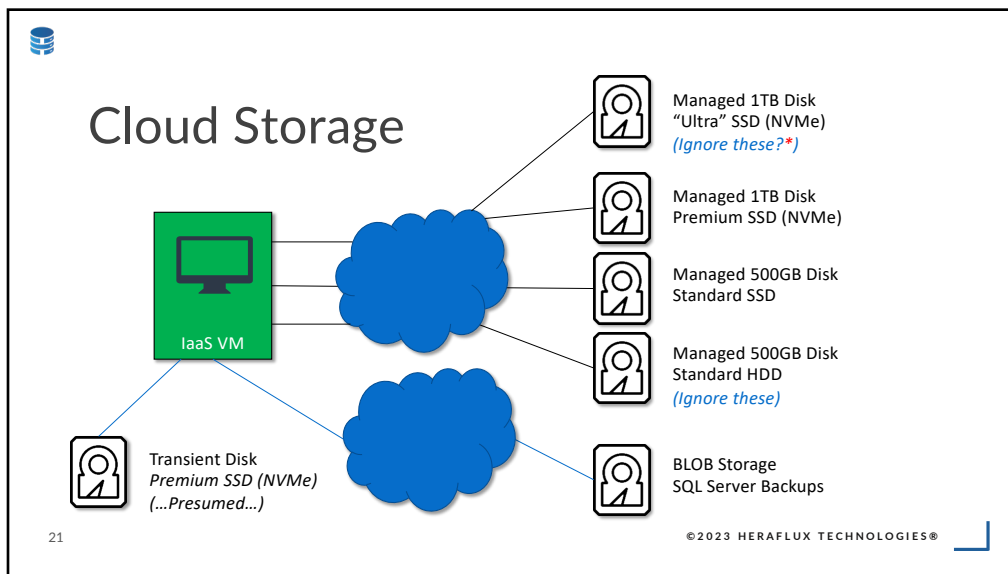 Cloud Storage
Managed 1TB Disk
“Ultra” SSD (NVMe)
(Ignore these?*)
Managed 1TB Disk
Premium SSD (NVMe)
Managed 500GB Disk
Standard SSD
IaaS VM
Managed 500GB Disk
Standard HDD
(Ignore these)
Transient Disk
Premium SSD (NVMe)
(…Presumed…)
BLOB Storage
SQL Server Backups
21
©2023 HERAFLUX TECHNOLOGIES®